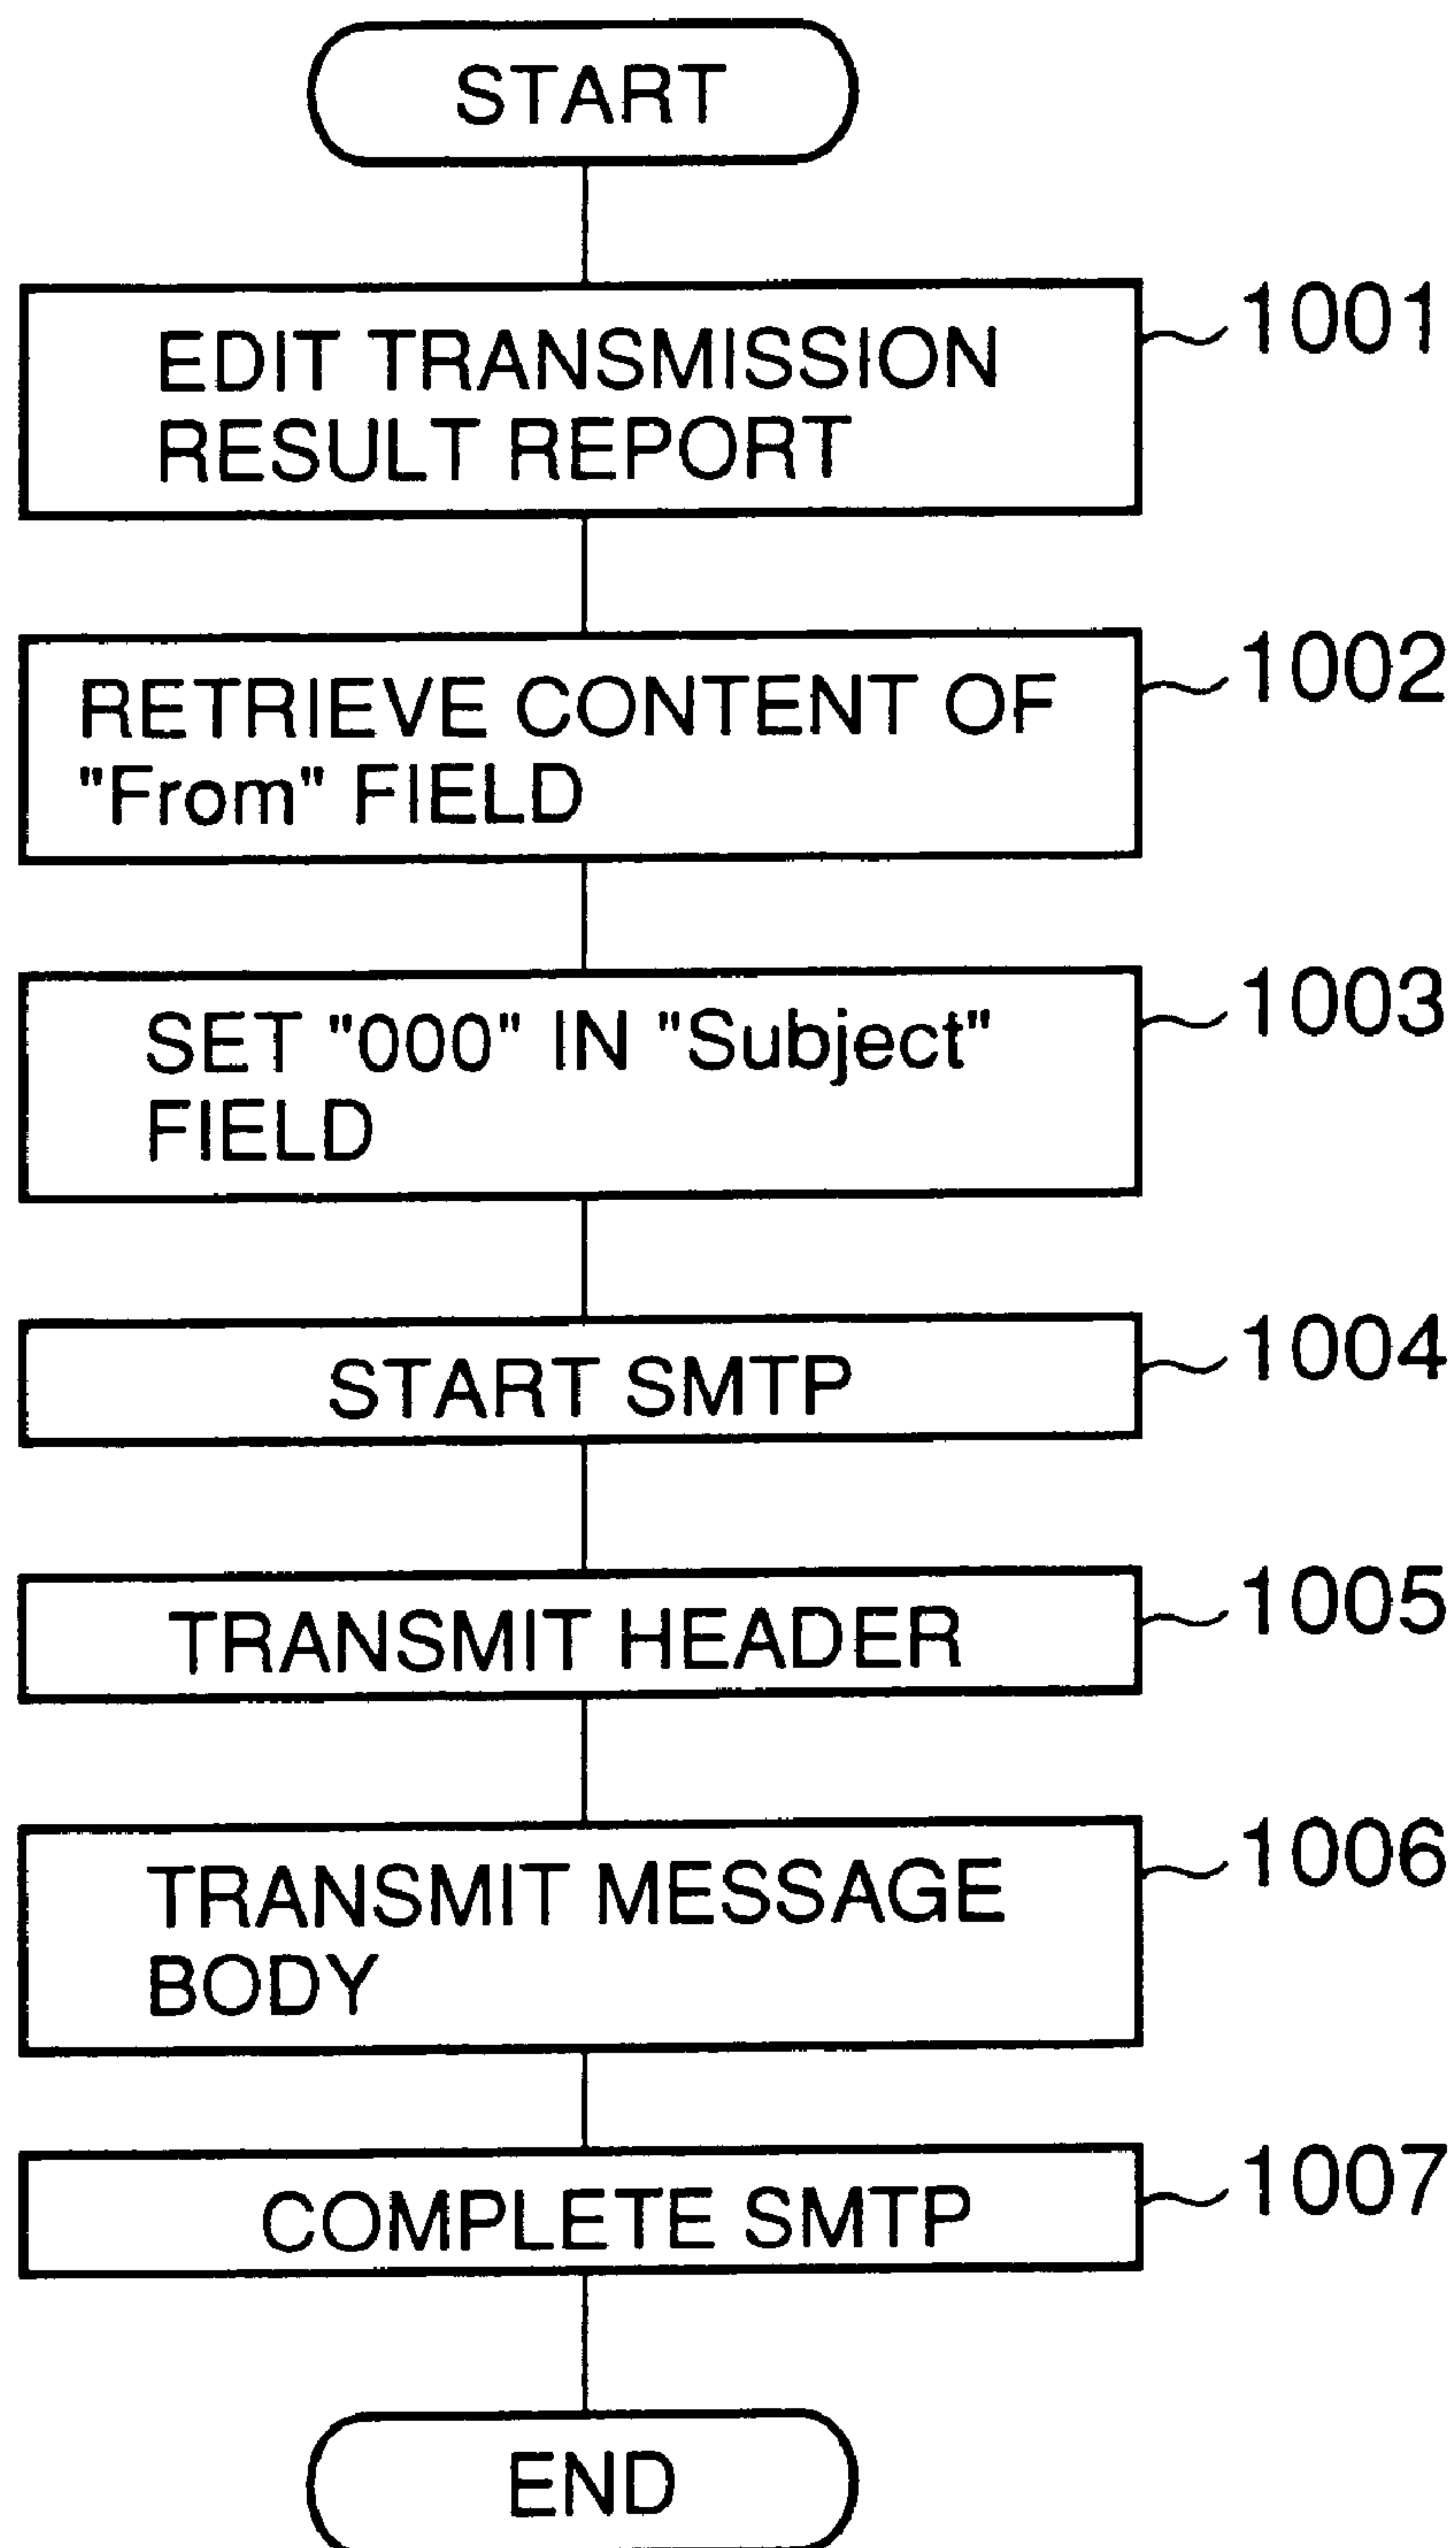 START
EDIT TRANSMISSION
RESULT REPORT
1001
RETRIEVE CONTENT OF
"From" FIELD
1002
SET "000" IN "Subject"
FIELD
1003
START SMTP
1004
TRANSMIT HEADER
1005
TRANSMIT MESSAGE
BODY
1006
COMPLETE SMTP
1007
END